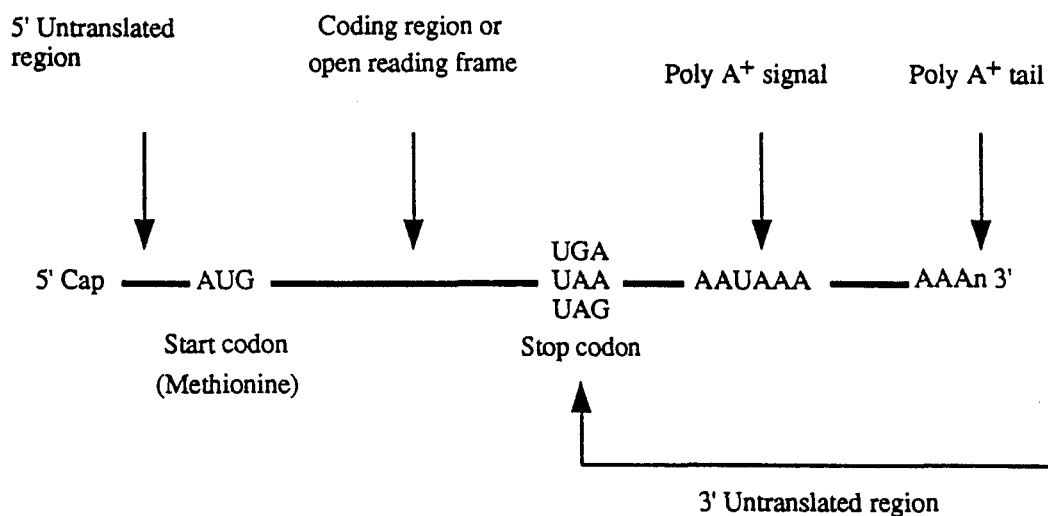 5' Untranslated
region
Coding region or
open reading frame
Poly A+ signal
Poly A+ tail
5' Cap
AUG
UGA
UAA
UAG
AAUAAA
AAAn 3'
Start codon
(Methionine)
Stop codon
3' Untranslated region